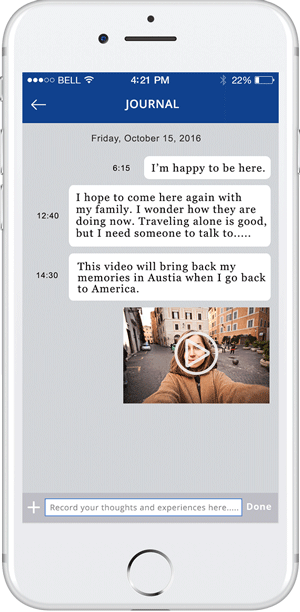 BELL 4:21 PM 22%
JOURNAL
Friday, October 15, 2016
6:15 I'm happy to be here.
I hope to come here again with
12:40 my family. I wonder how they are
doing now. Traveling alone is good,
but I need someone to talk to.....
14:30 This video will bring back my
memories in Austia when I go back
to America.
+ Record your thoughts and experiences here..... Done